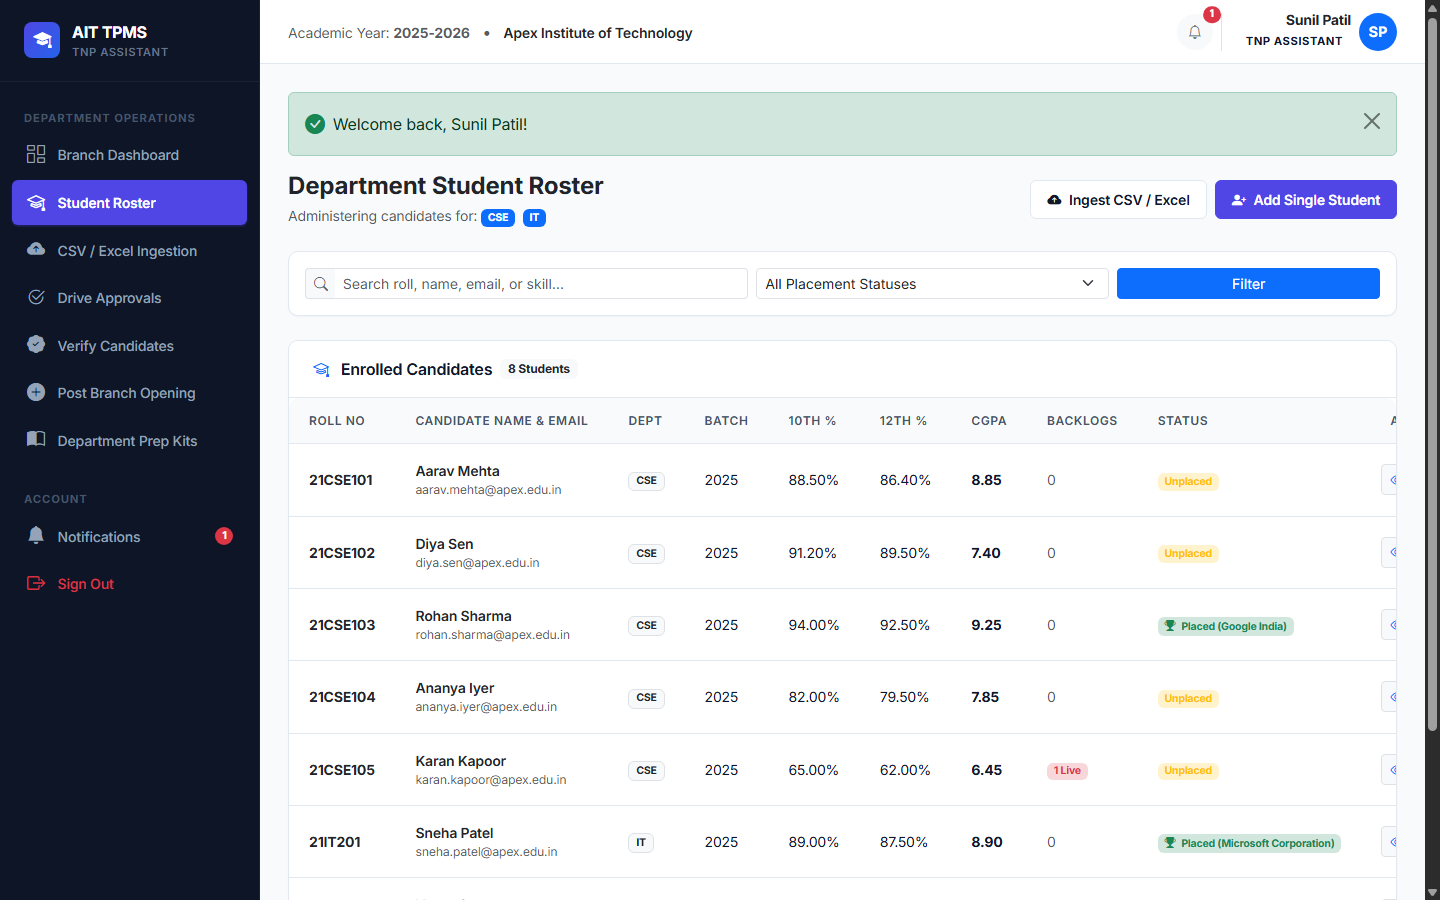 AIT TPMS
TNP ASSISTANT
DEPARTMENT OPERATIONS
Branch Dashboard
Student Roster
CSV / Excel Ingestion
Drive Approvals
Verify Candidates
Post Branch Opening
Department Prep Kits
ACCOUNT
Notifications 1
Sign Out
Academic Year: 2025-2026 • Apex Institute of Technology
1
Sunil Patil
TNP ASSISTANT
SP
Welcome back, Sunil Patil!
Department Student Roster
Administering candidates for: CSE IT
Ingest CSV / Excel
Add Single Student
Search roll, name, email, or skill...
All Placement Statuses
Filter
Enrolled Candidates 8 Students
ROLL NO CANDIDATE NAME & EMAIL DEPT BATCH 10TH % 12TH % CGPA BACKLOGS STATUS A
21CSE101 Aarav Mehta CSE 2025 88.50% 86.40% 8.85 0 Unplaced
aarav.mehta@apex.edu.in
21CSE102 Diya Sen CSE 2025 91.20% 89.50% 7.40 0 Unplaced
diya.sen@apex.edu.in
21CSE103 Rohan Sharma CSE 2025 94.00% 92.50% 9.25 0 Placed (Google India)
rohan.sharma@apex.edu.in
21CSE104 Ananya Iyer CSE 2025 82.00% 79.50% 7.85 0 Unplaced
ananya.iyer@apex.edu.in
21CSE105 Karan Kapoor CSE 2025 65.00% 62.00% 6.45 1 Live Unplaced
karan.kapoor@apex.edu.in
21IT201 Sneha Patel IT 2025 89.00% 87.50% 8.90 0 Placed (Microsoft Corporation)
sneha.patel@apex.edu.in